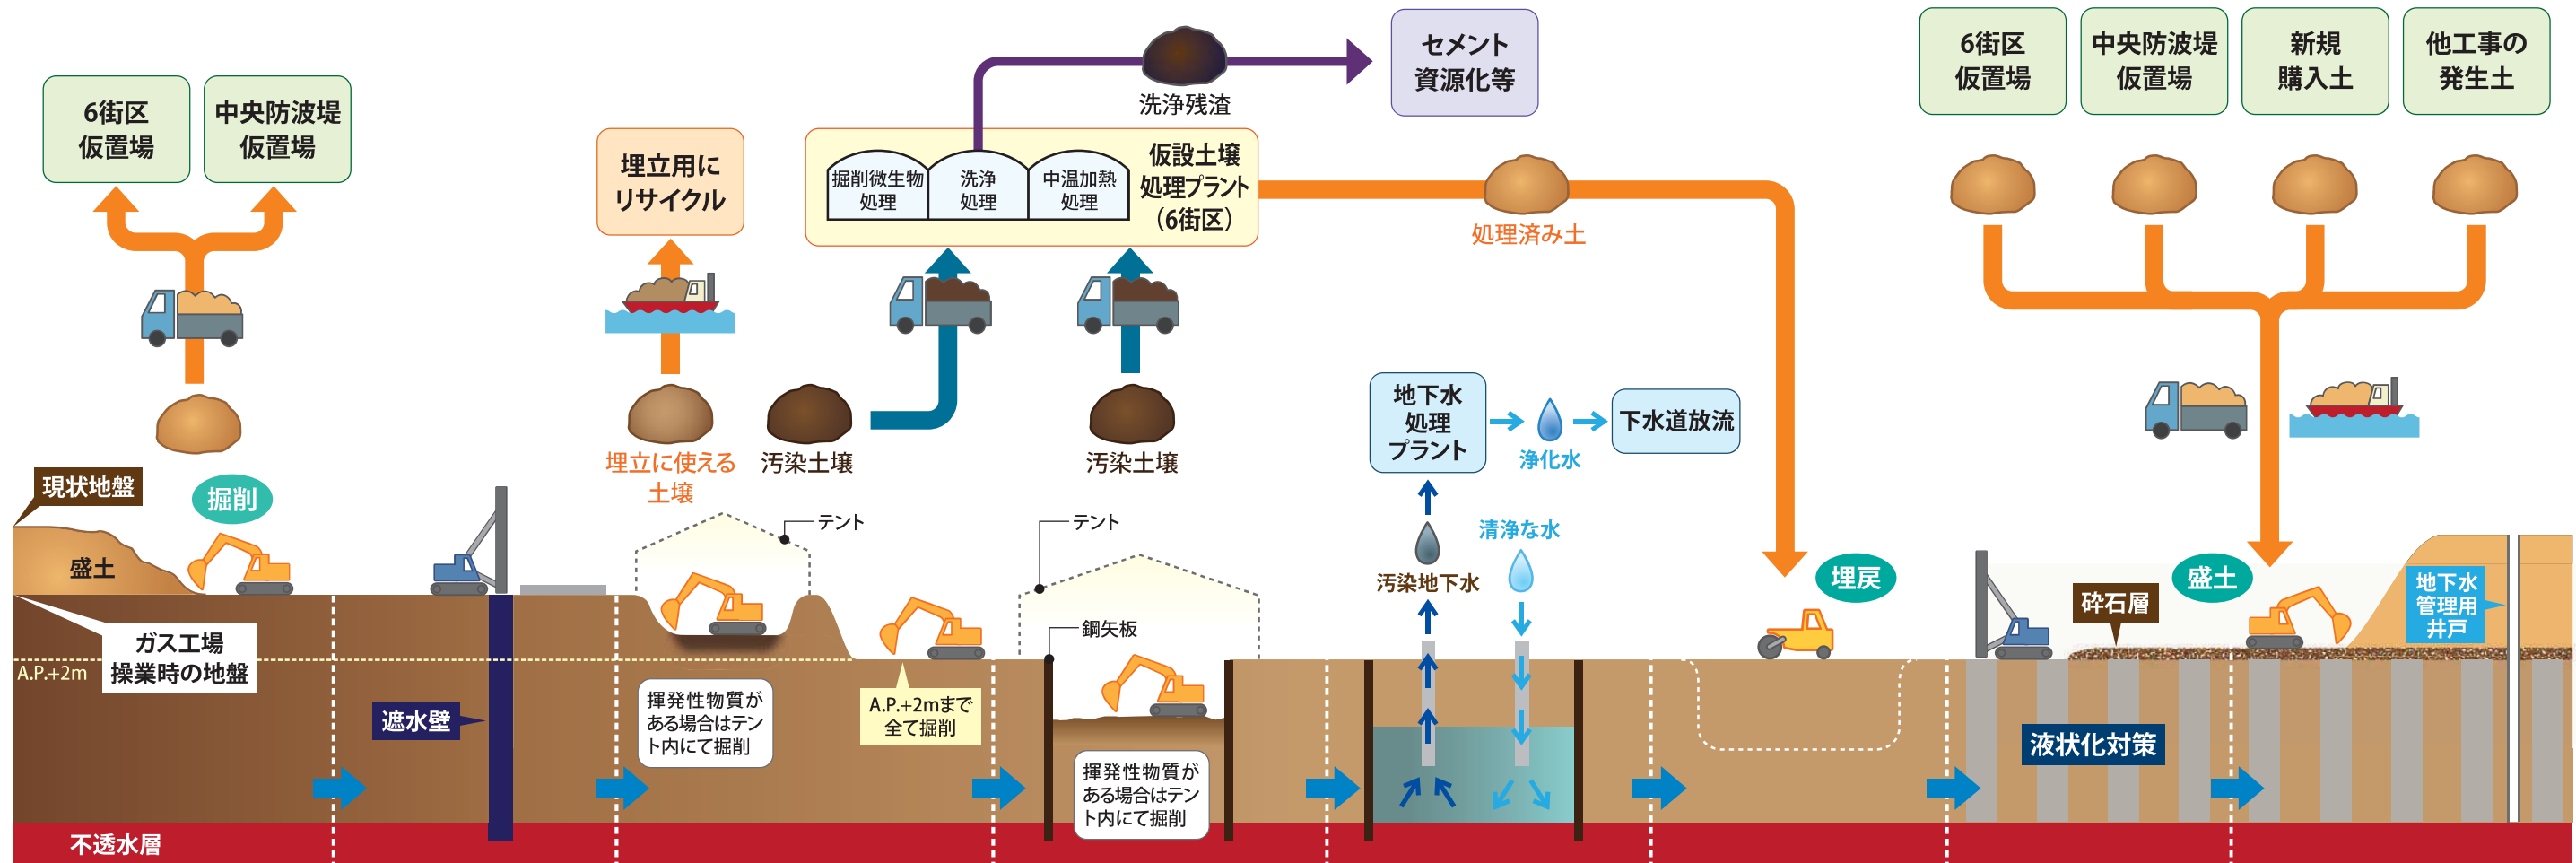 6街区
仮置場
中央防波堤
仮置場
埋立用に
リサイクル
洗浄残渣
セメント
資源化等
掘削微生物
処理
洗浄
処理
中温加熱
処理
仮設土壌
処理プラント
（6街区）
処理済み土
6街区
仮置場
中央防波堤
仮置場
新規
購入土
他工事の
発生土
埋立に使える
土壌
汚染土壌
汚染土壌
地下水
処理
プラント
浄化水
下水道放流
現状地盤
掘削
盛土
テント
テント
鋼矢板
汚染地下水
清浄な水
埋戻
盛土
砕石層
地下水
管理用
井戸
ガス工場
操業時の地盤
A.P.+2m
遮水壁
揮発性物質が
ある場合はテン
ト内にて掘削
A.P.+2mまで
全て掘削
揮発性物質が
ある場合はテン
ト内にて掘削
液状化対策
不透水層